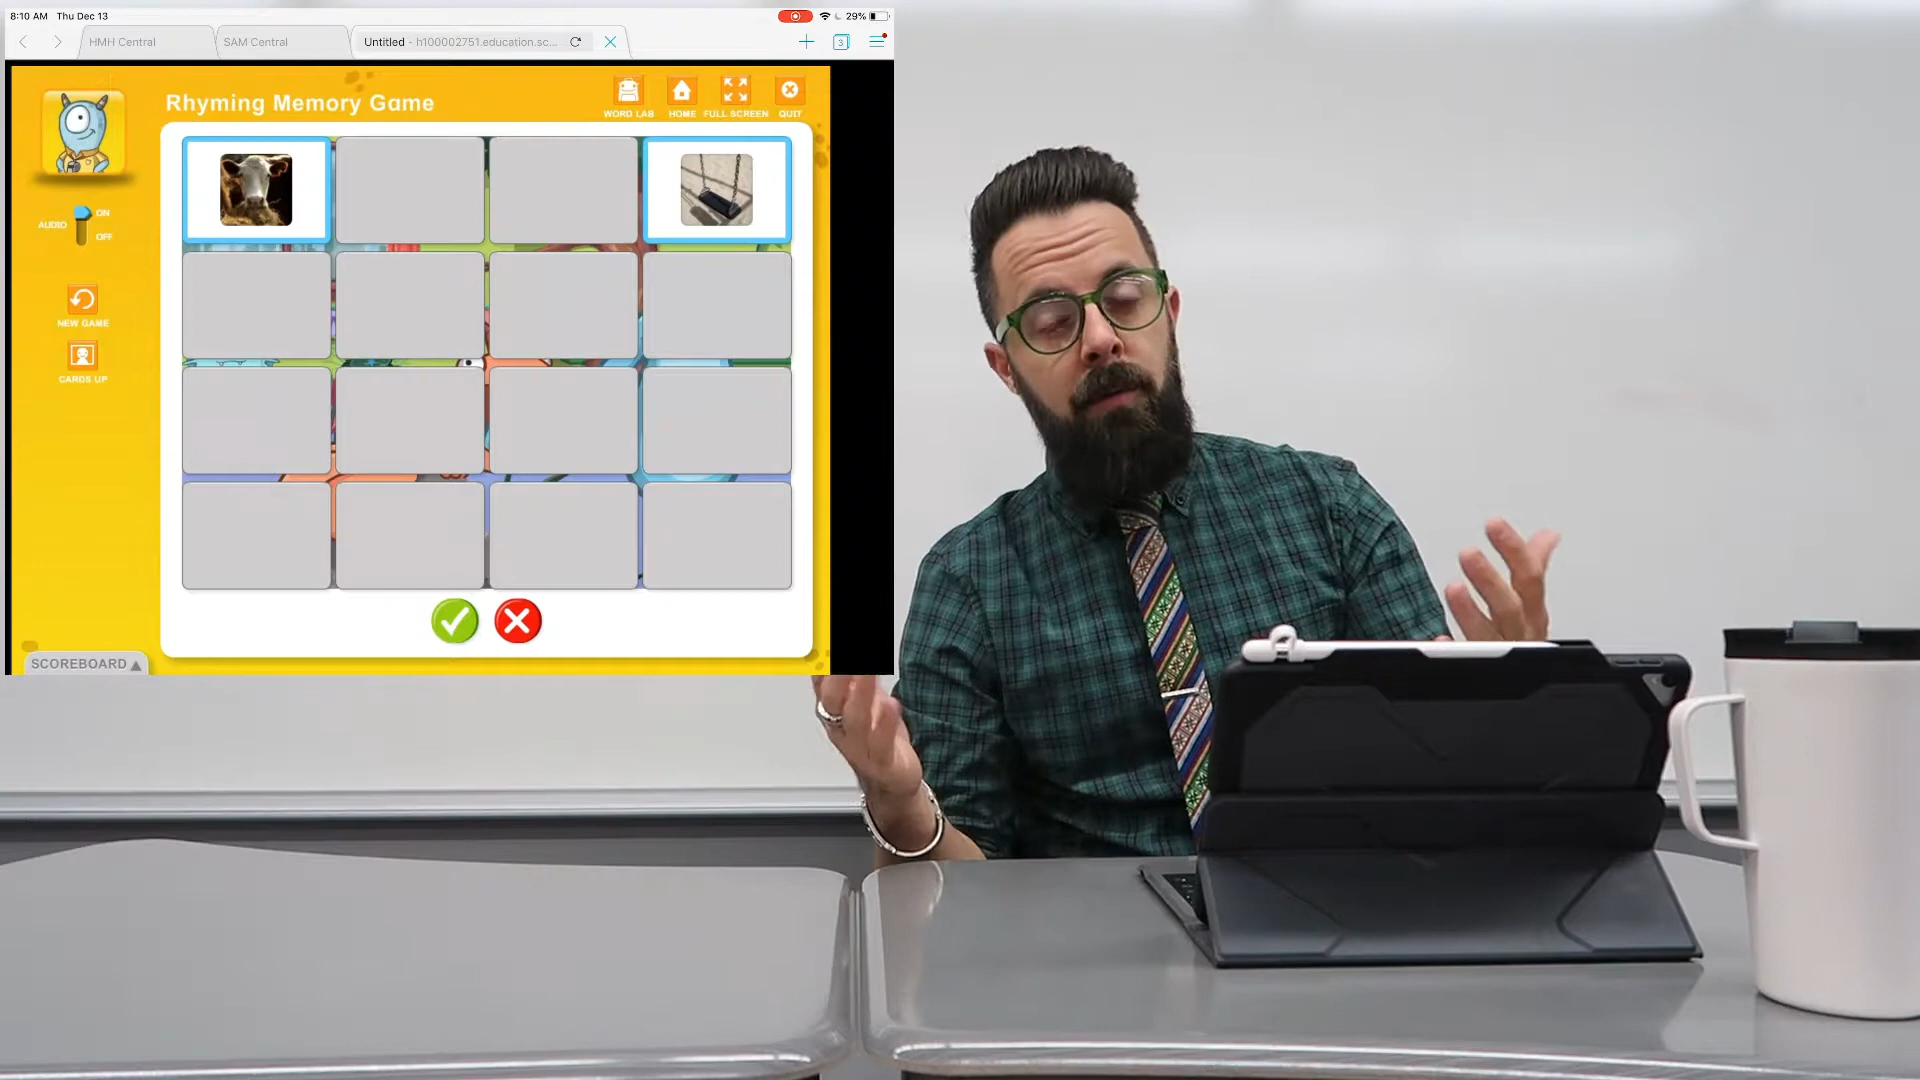 8:10 AM Thu Dec 13
29%
HMH Central
SAM Central
Untitled - h100002751.education.sc...
3
Rhyming Memory Game
WORD LAB
HOME
FULL SCREEN
QUIT
AUDIO
ON
OFF
NEW GAME
CARDS UP
SCOREBOARD